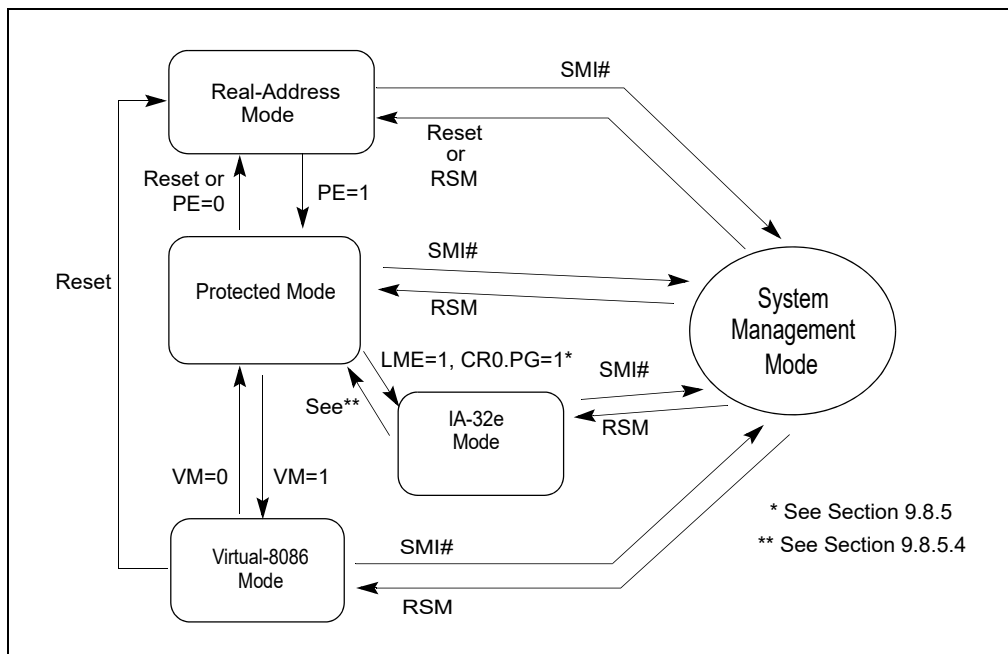 Real-Address
Mode
SMI#
Reset
or
RSM
Reset or
PE=0
PE=1
Reset
Protected Mode
SMI#
RSM
System
Management
Mode
LME=1, CR0.PG=1*
See**
IA-32e
Mode
SMI#
RSM
VM=0
VM=1
Virtual-8086
Mode
SMI#
RSM
* See Section 9.8.5
** See Section 9.8.5.4